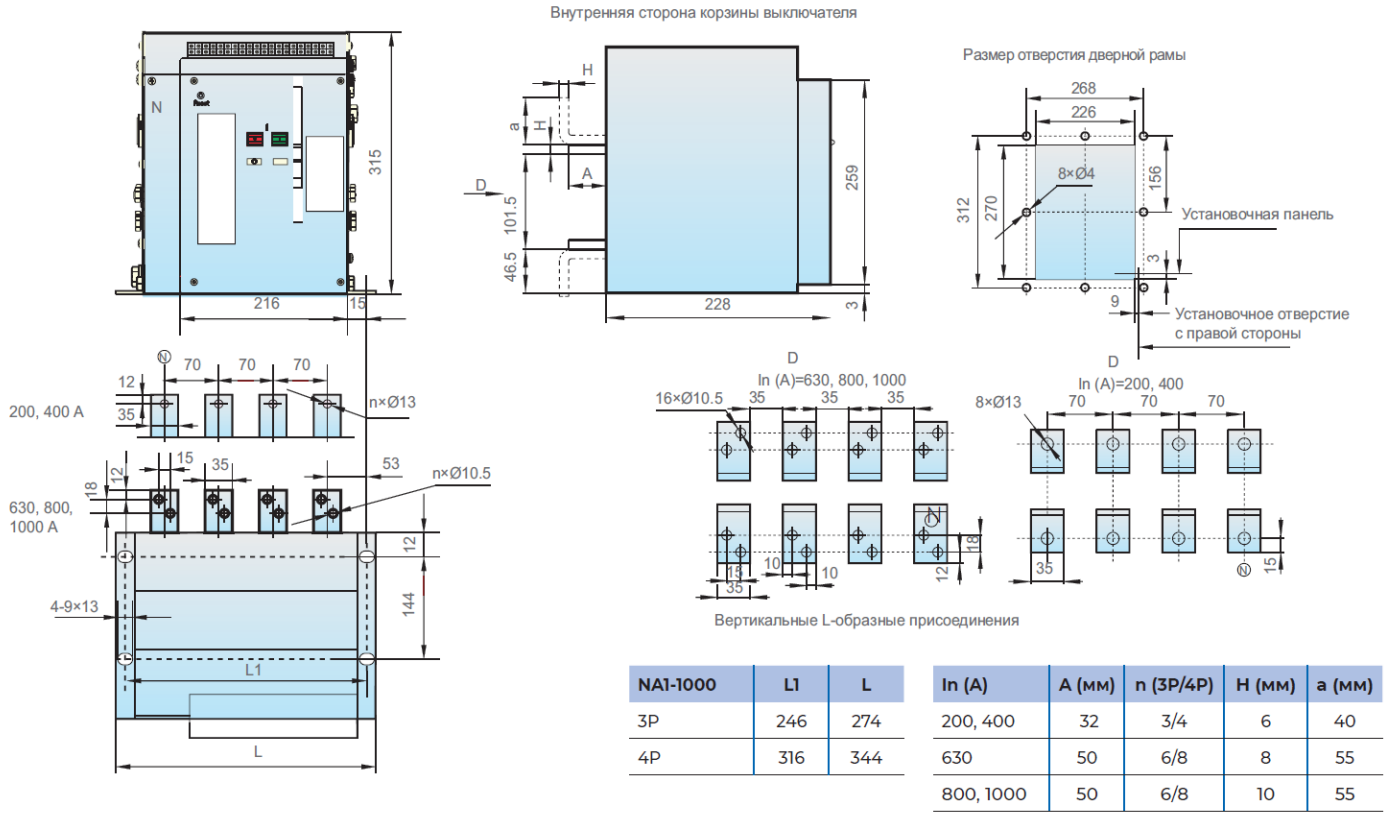 Внутренняя сторона корзины выключателя
Размер отверстия дверной рамы
N
Reset
315
216
15
H
a
H
A
D
101.5
46.5
259
228
3
268
226
8×Ø4
312
270
156
3
9
Установочная панель
Установочное отверстие
с правой стороны
N
70
70
70
12
35
200, 400 А
n×Ø13
15
35
53
12
18
n×Ø10.5
630, 800,
1000 А
12
144
4-9×13
L1
L
D
In (A)=630, 800, 1000
16×Ø10.5
35
35
35
N
15
35
10
10
12
18
D
In (A)=200, 400
8×Ø13
70
70
70
35
15
N
Вертикальные L-образные присоединения
NA1-1000 L1 L
3P 246 274
4P 316 344
In (A) A (мм) n (3P/4P) H (мм) a (мм)
200, 400 32 3/4 6 40
630 50 6/8 8 55
800, 1000 50 6/8 10 55